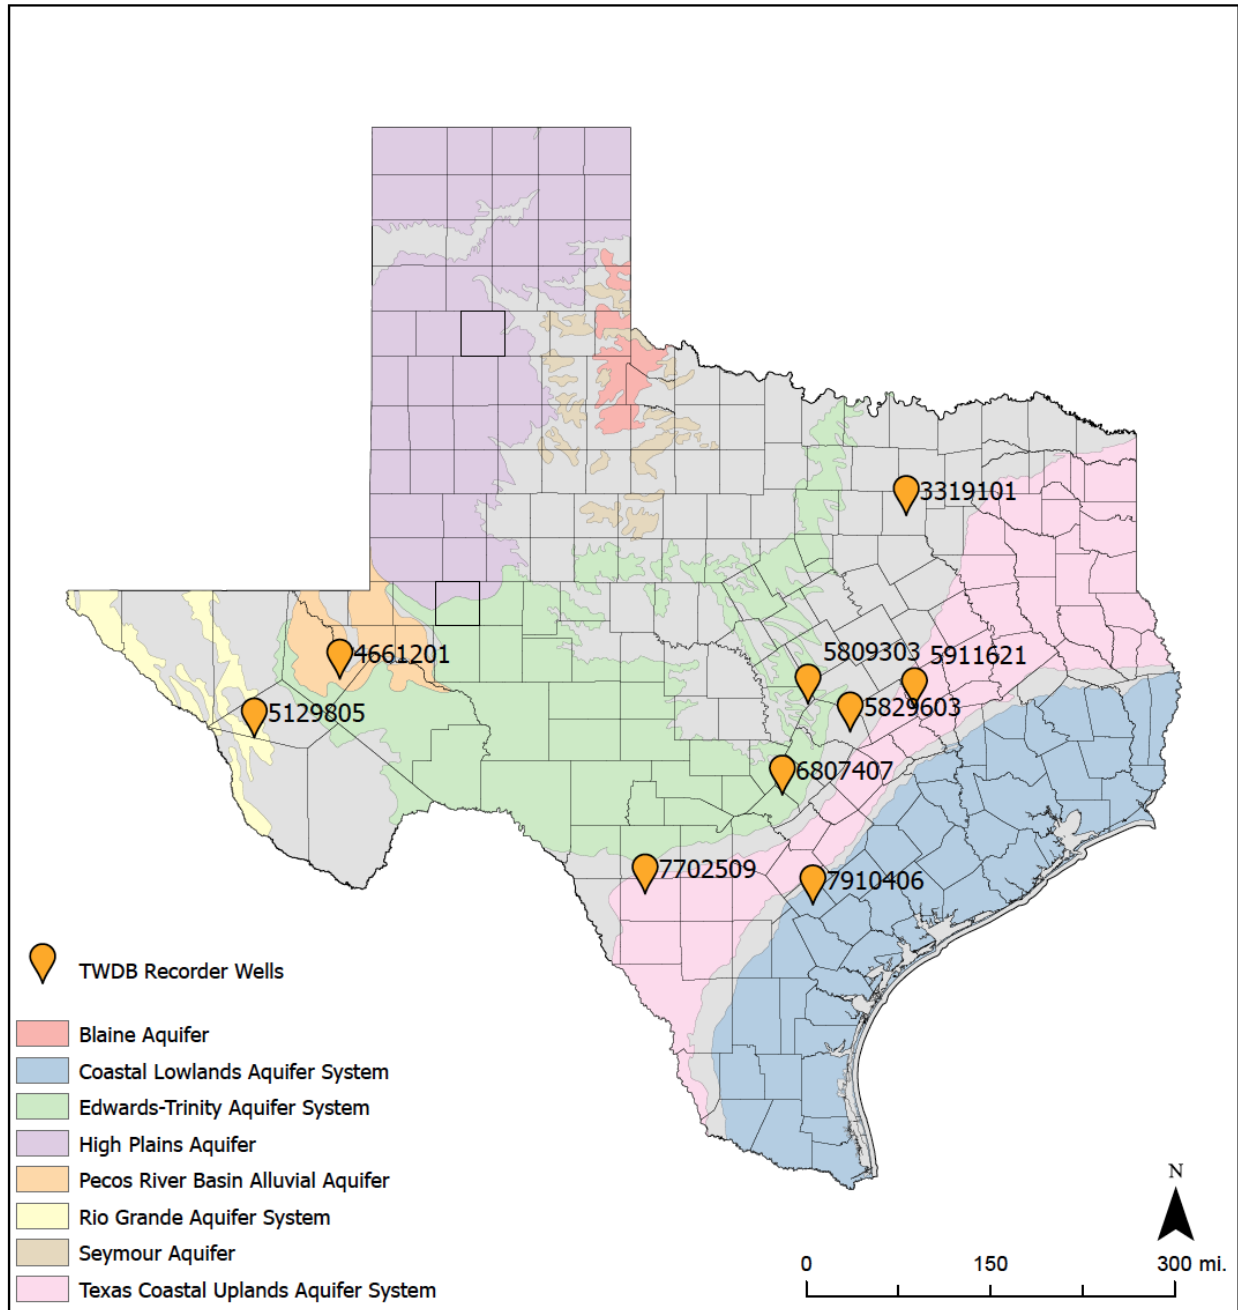 3319101
5809303
5911621
4661201
5829603
5129805
6807407
7702509
7910406
TWDB Recorder Wells
Blaine Aquifer
Coastal Lowlands Aquifer System
Edwards-Trinity Aquifer System
High Plains Aquifer
Pecos River Basin Alluvial Aquifer
Rio Grande Aquifer System
Seymour Aquifer
Texas Coastal Uplands Aquifer System
N
0 150 300 mi.